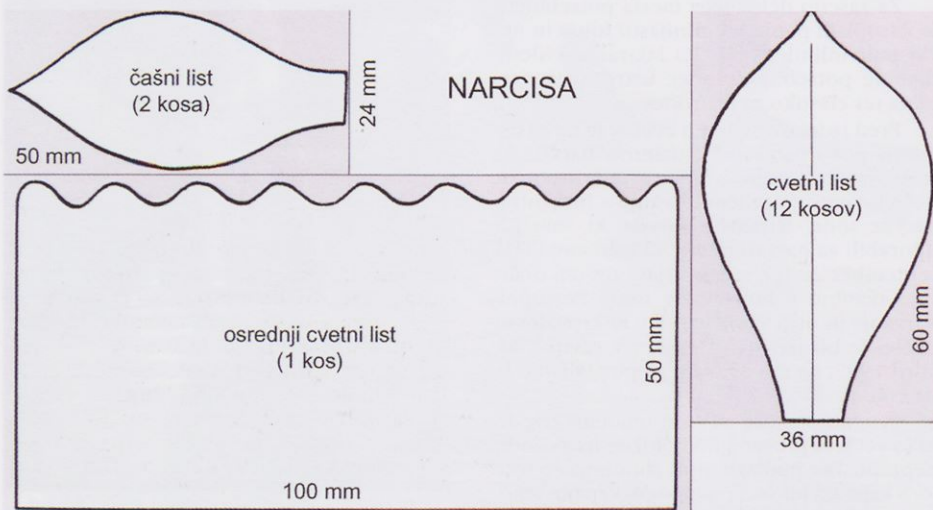 čašni list
(2 kosa)
24 mm
50 mm
NARCISA
cvetni list
(12 kosov)
60 mm
36 mm
osrednji cvetni list
(1 kos)
50 mm
100 mm